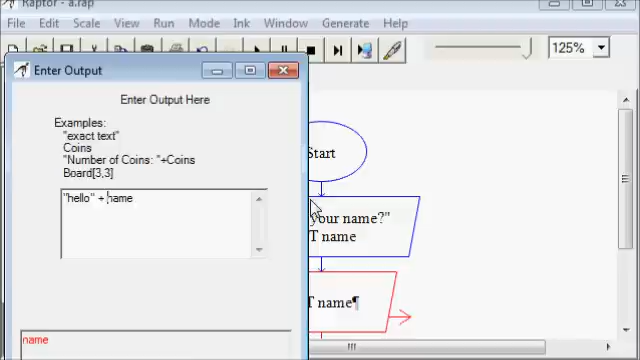 Raptor - a.rap
File Edit Scale View Run Mode Ink Window Generate Help
125%
Enter Output
Enter Output Here
Examples:
"exact text"
Coins
"Number of Coins: "+Coins
Board[3,3]
"hello" + name
name
Start
your name?"
T name
T name¶